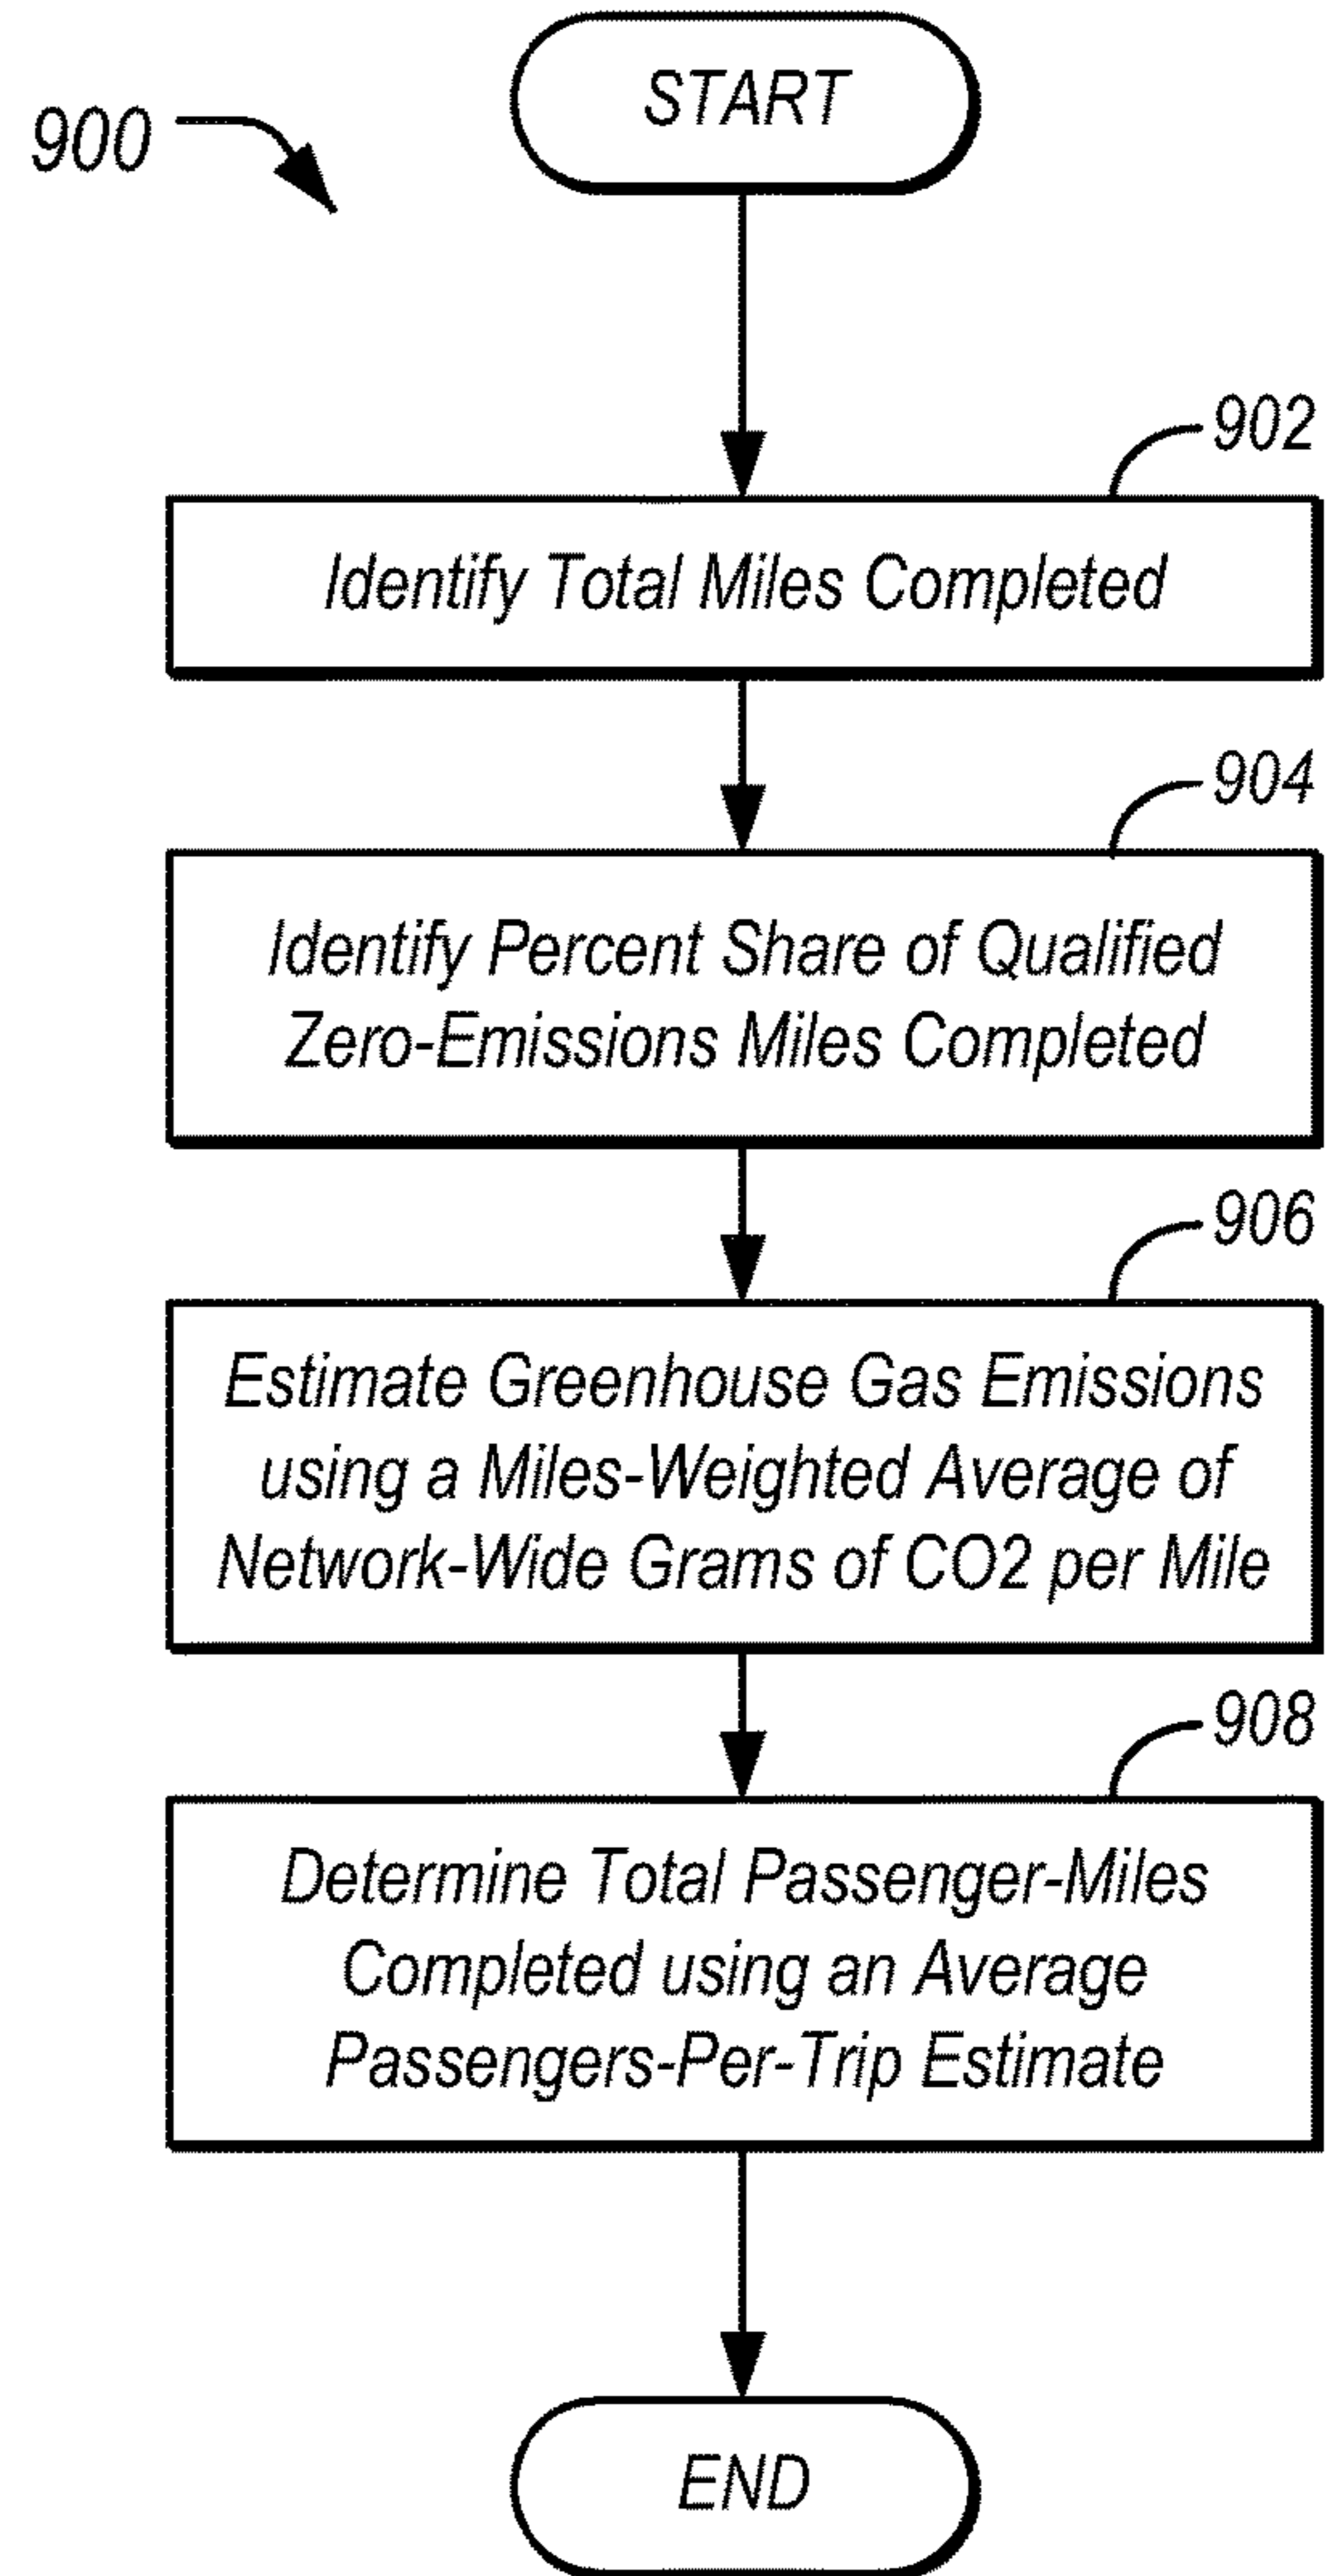 START
900
902
Identify Total Miles Completed
904
Identify Percent Share of Qualified
Zero-Emissions Miles Completed
906
Estimate Greenhouse Gas Emissions
using a Miles-Weighted Average of
Network-Wide Grams of CO2 per Mile
908
Determine Total Passenger-Miles
Completed using an Average
Passengers-Per-Trip Estimate
END